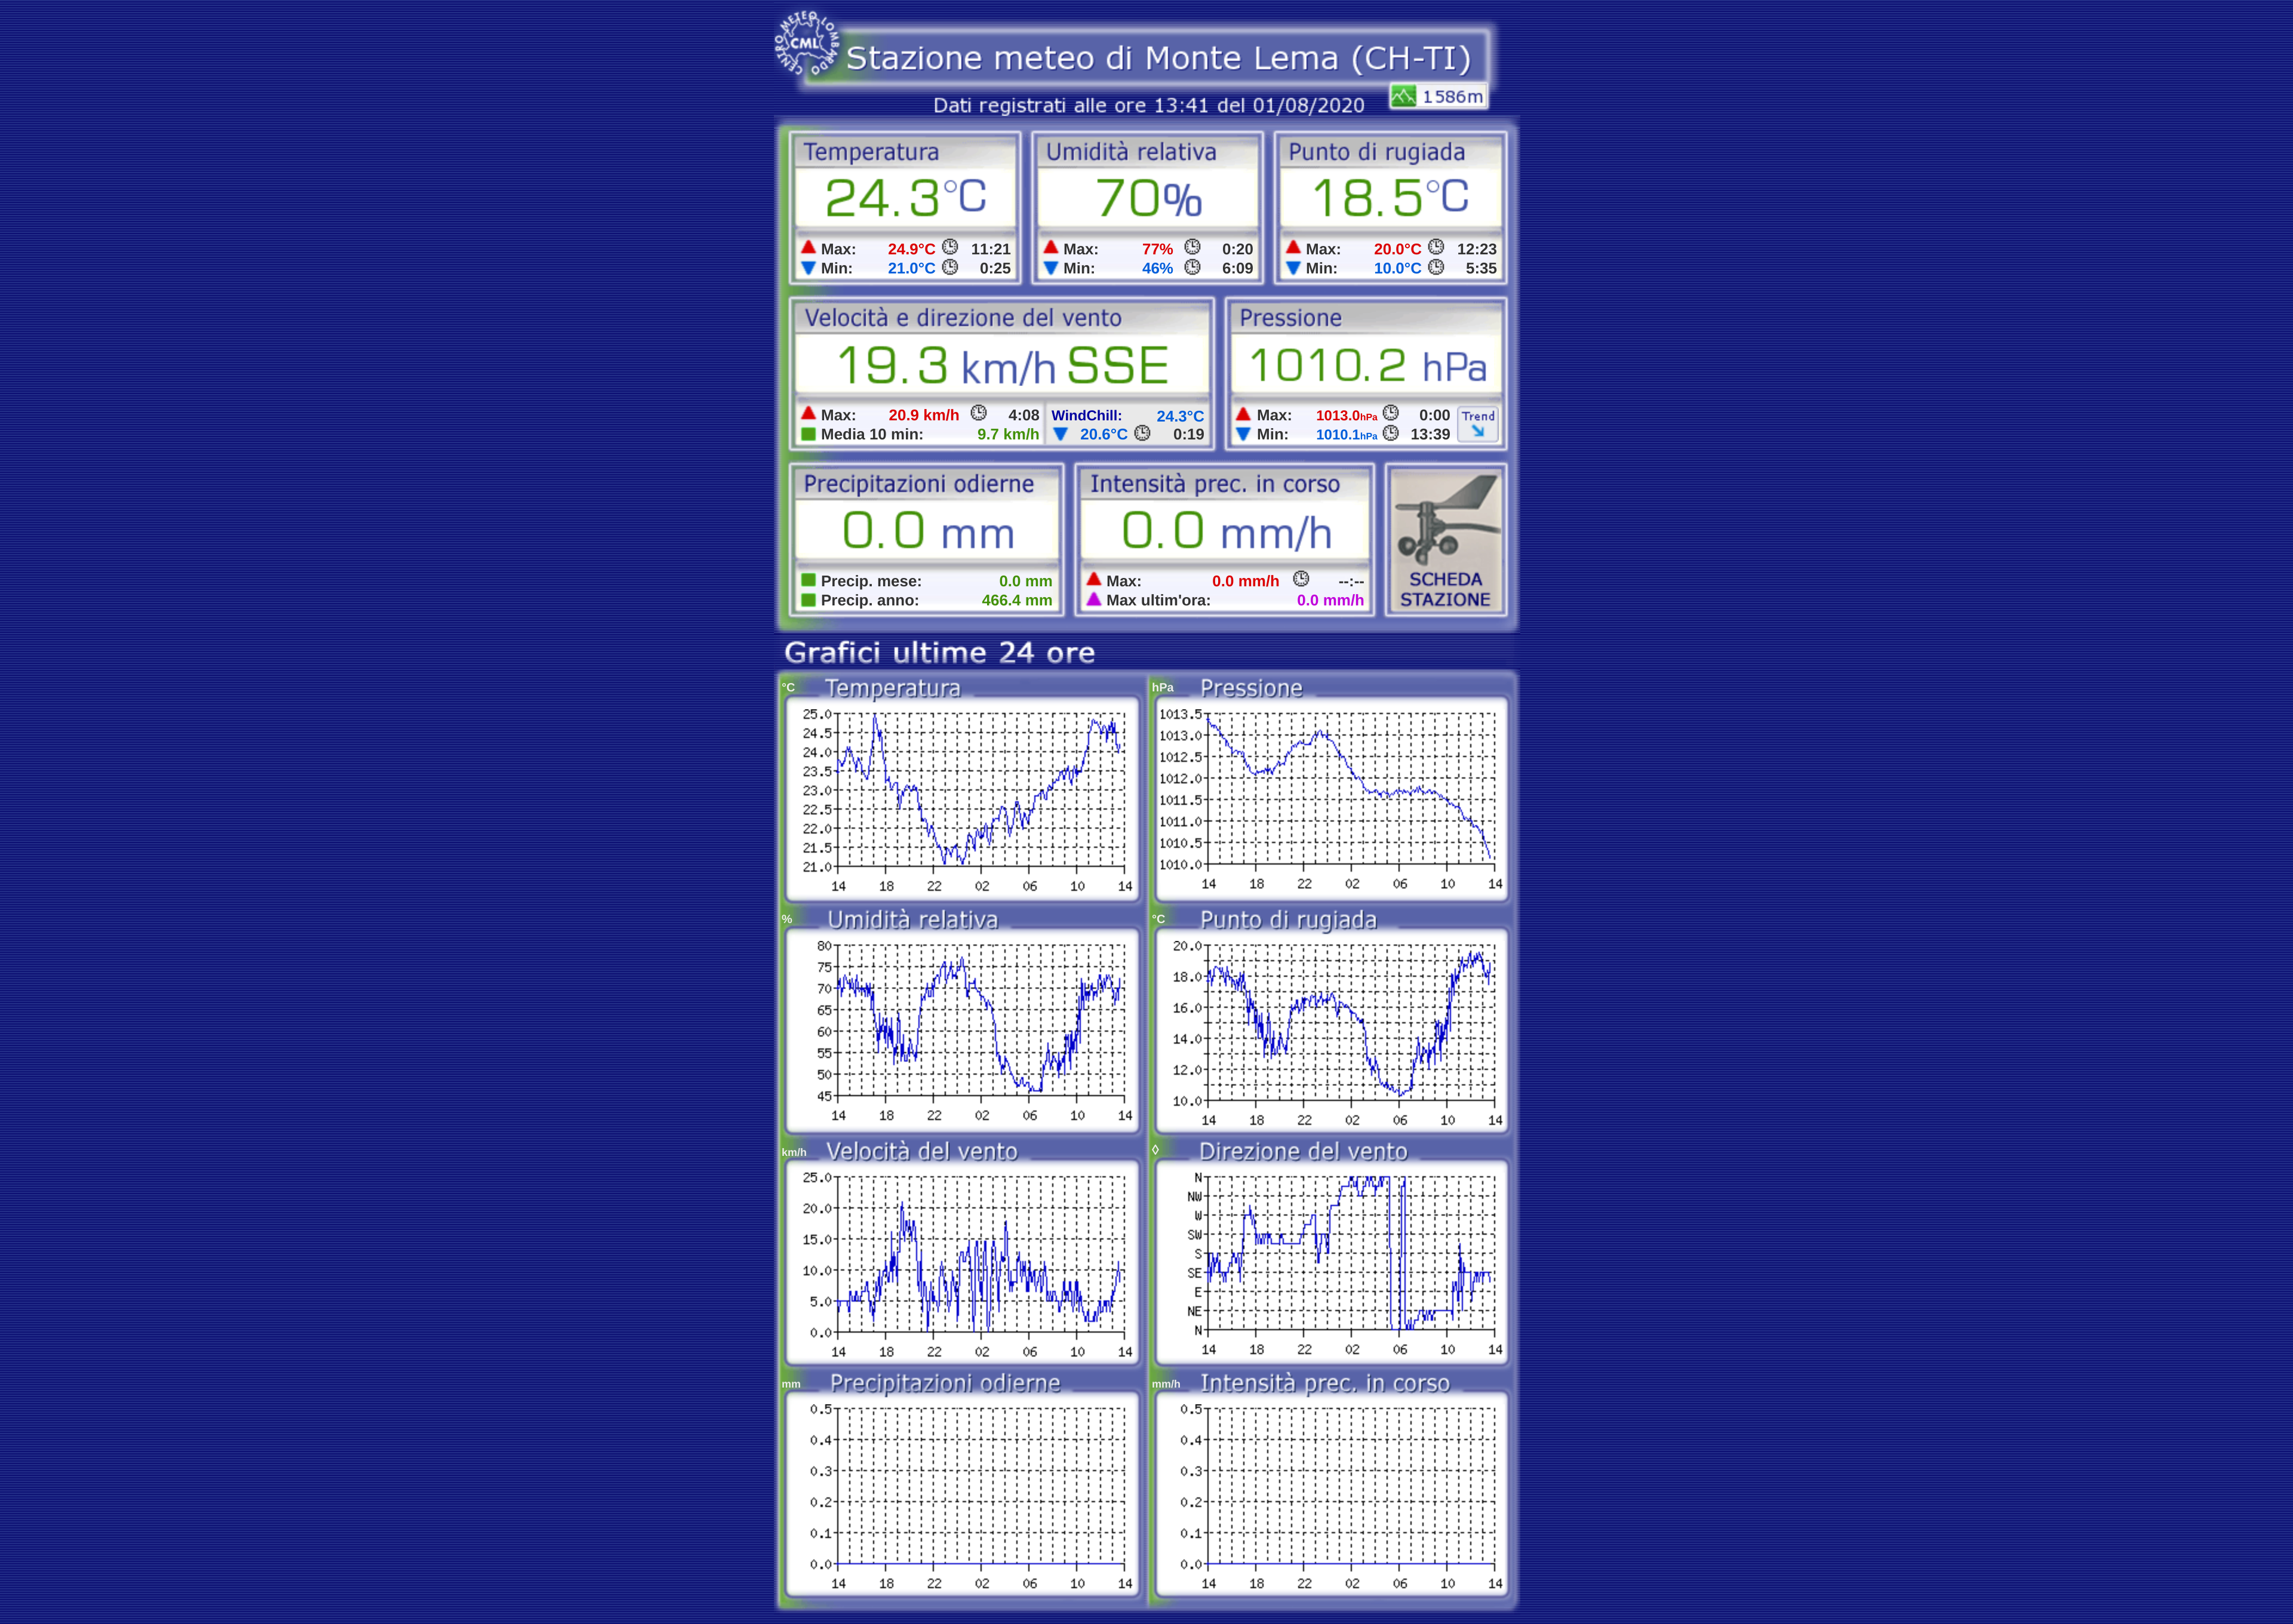 CENTRO METEO LOMBARDO
CML
Stazione meteo di Monte Lema (CH-TI)
1586m
Dati registrati alle ore 13:41 del 01/08/2020
Temperatura
24.3°C
Max: 24.9°C 11:21
Min: 21.0°C 0:25
Umidità relativa
70%
Max: 77% 0:20
Min: 46% 6:09
Punto di rugiada
18.5°C
Max: 20.0°C 12:23
Min: 10.0°C 5:35
Velocità e direzione del vento
19.3 km/h SSE
Max: 20.9 km/h 4:08
Media 10 min: 9.7 km/h
WindChill: 24.3°C
20.6°C 0:19
Pressione
1010.2 hPa
Max: 1013.0hPa 0:00
Min: 1010.1hPa 13:39
Trend
Precipitazioni odierne
0.0 mm
Precip. mese: 0.0 mm
Precip. anno: 466.4 mm
Intensità prec. in corso
0.0 mm/h
Max: 0.0 mm/h --:--
Max ultim'ora: 0.0 mm/h
SCHEDA
STAZIONE
Grafici ultime 24 ore
°C Temperatura
25.0
24.5
24.0
23.5
23.0
22.5
22.0
21.5
21.0
14 18 22 02 06 10 14
hPa Pressione
1013.5
1013.0
1012.5
1012.0
1011.5
1011.0
1010.5
1010.0
14 18 22 02 06 10 14
% Umidità relativa
80
75
70
65
60
55
50
45
14 18 22 02 06 10 14
°C Punto di rugiada
20.0
18.0
16.0
14.0
12.0
10.0
14 18 22 02 06 10 14
km/h Velocità del vento
25.0
20.0
15.0
10.0
5.0
0.0
14 18 22 02 06 10 14
◊ Direzione del vento
N
NW
W
SW
S
SE
E
NE
N
14 18 22 02 06 10 14
mm Precipitazioni odierne
0.5
0.4
0.3
0.2
0.1
0.0
14 18 22 02 06 10 14
mm/h Intensità prec. in corso
0.5
0.4
0.3
0.2
0.1
0.0
14 18 22 02 06 10 14